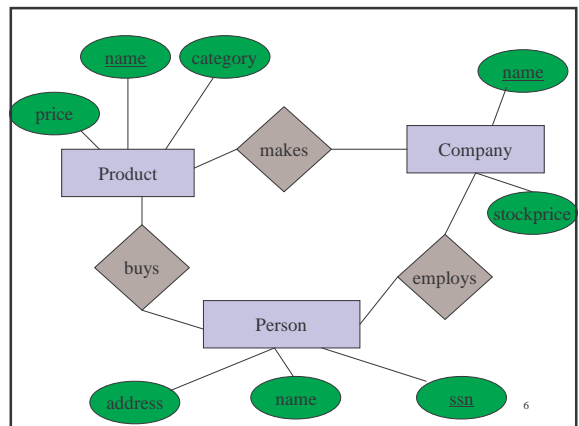 name
category
name
price
makes
Company
Product
stockprice
buys
employs
Person
address
name
ssn
6